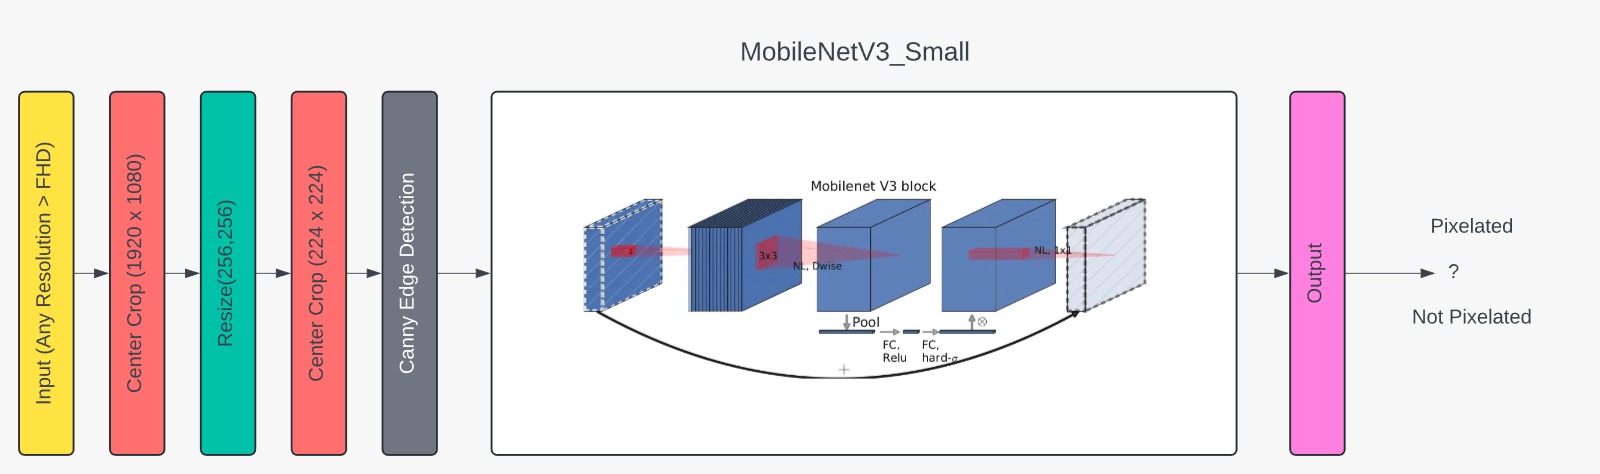 MobileNetV3_Small
Input (Any Resolution > FHD)
Center Crop (1920 x 1080)
Resize(256,256)
Center Crop (224 x 224)
Canny Edge Detection
Mobilenet V3 block
3x3
NL, Dwise
NL, 1x1
Pool
⊗
FC,
Relu
FC,
hard-σ
+
Output
Pixelated
?
Not Pixelated